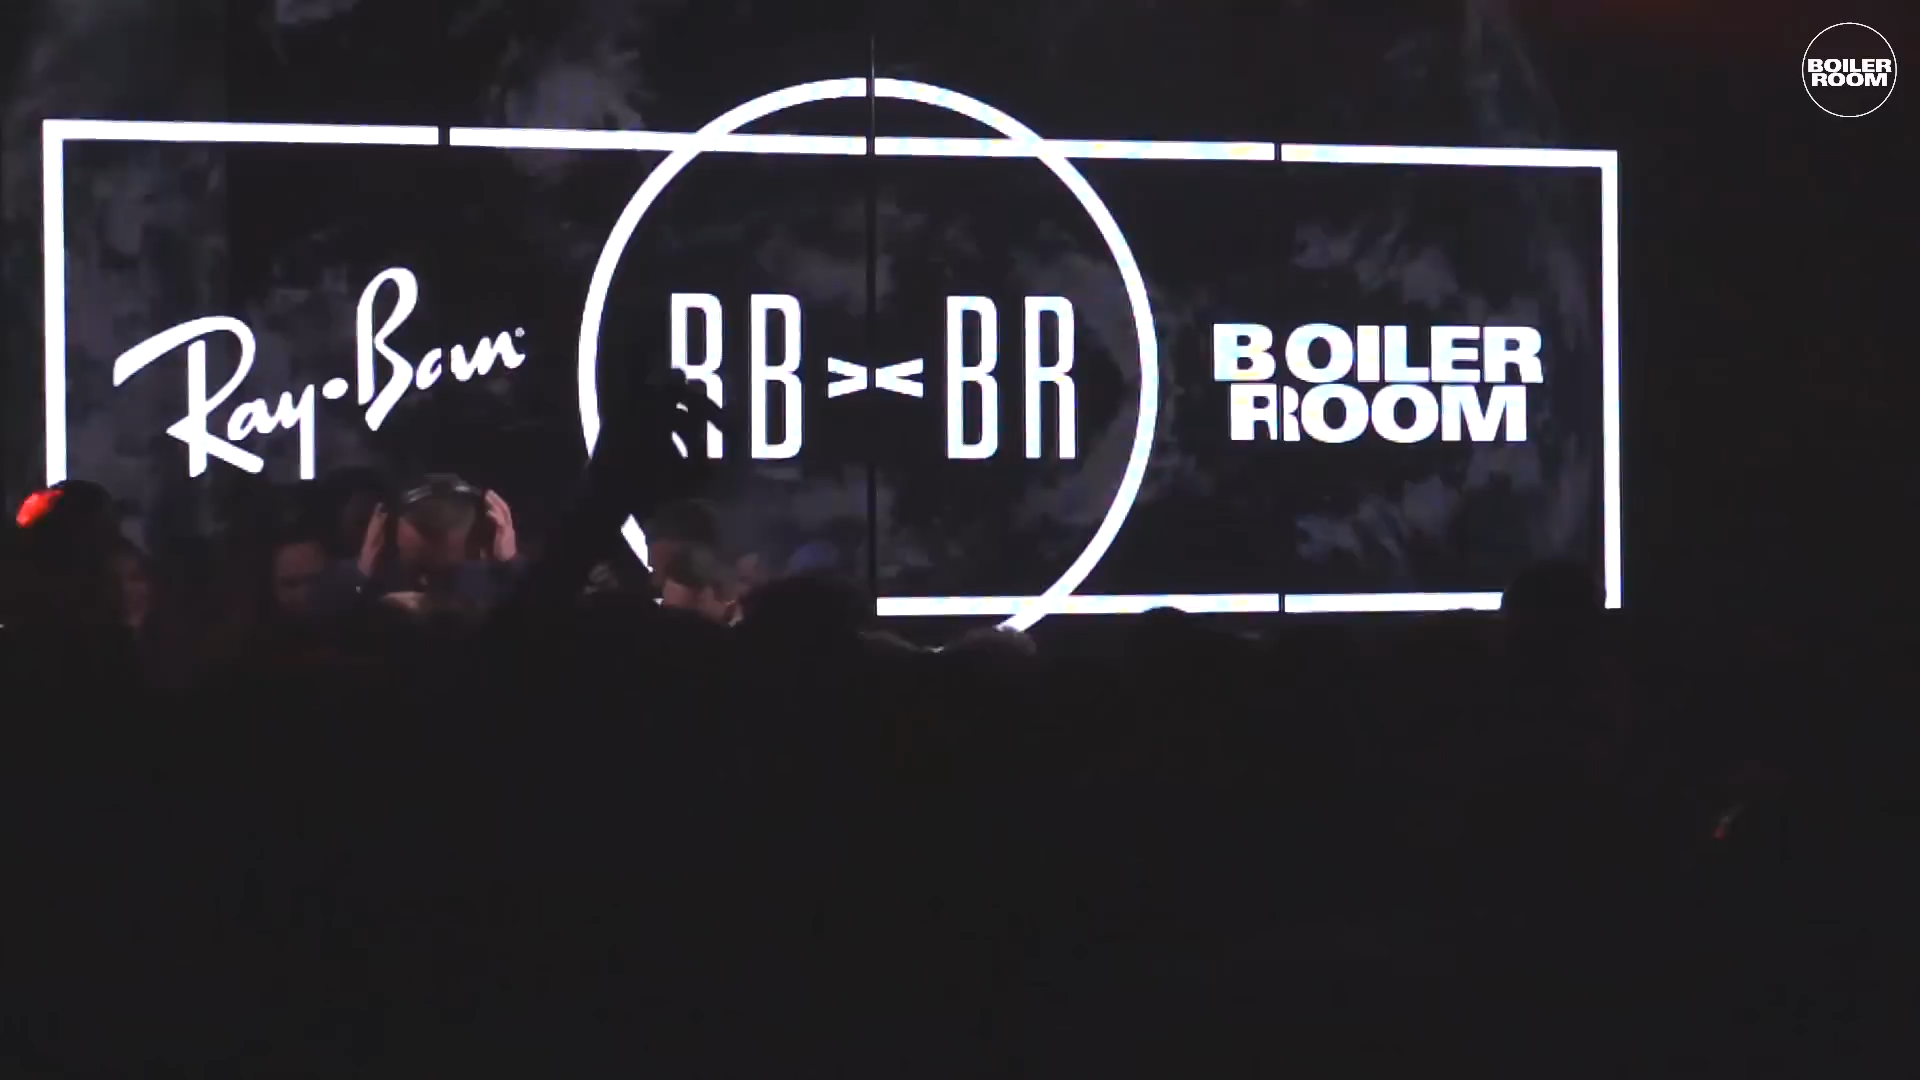 BOILER
ROOM
Ray-Ban
RB >< BR
BOILER
ROOM